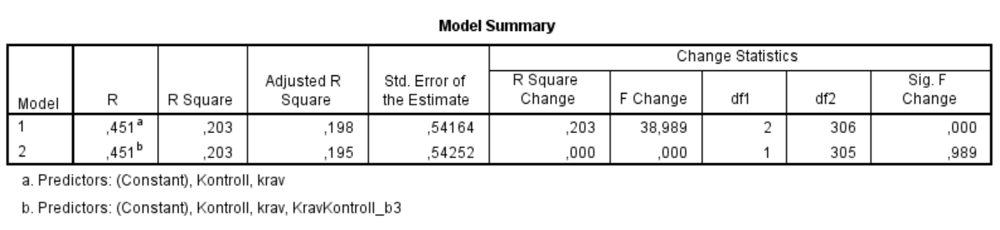 Model Summary
Model R R Square Adjusted R Square Std. Error of the Estimate Change Statistics
R Square Change F Change df1 df2 Sig. F Change
1 ,451a ,203 ,198 ,54164 ,203 38,989 2 306 ,000
2 ,451b ,203 ,195 ,54252 ,000 ,000 1 305 ,989
a. Predictors: (Constant), Kontroll, krav
b. Predictors: (Constant), Kontroll, krav, KravKontroll_b3